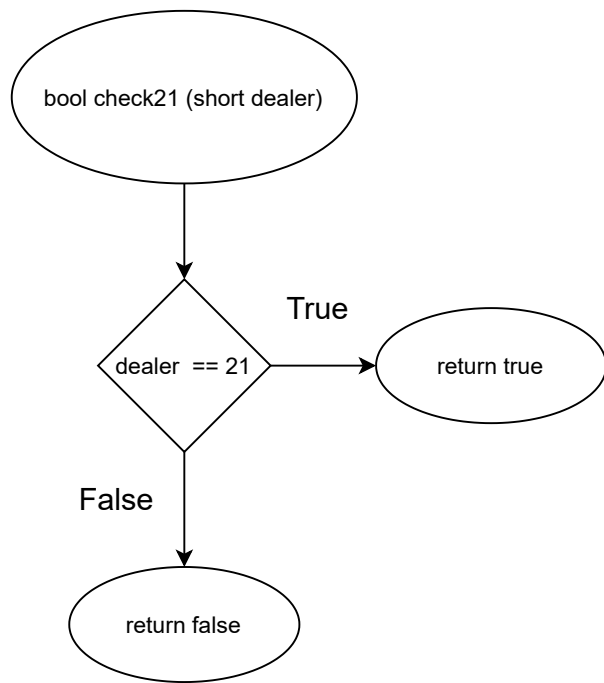 bool check21 (short dealer)
True
dealer == 21
return true
False
return false